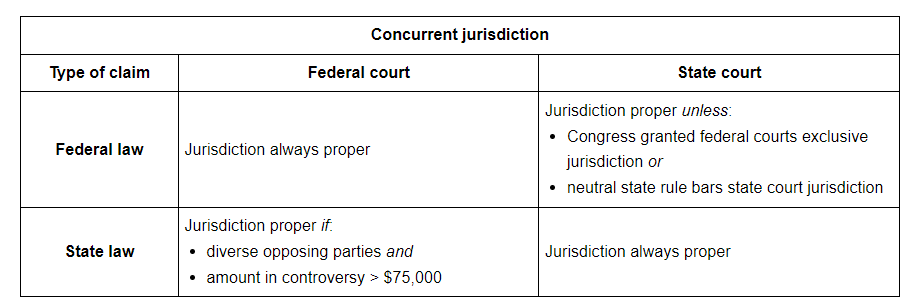 Concurrent jurisdiction
Type of claim
Federal court
State court
Federal law
Jurisdiction always proper
Jurisdiction proper unless:
• Congress granted federal courts exclusive
jurisdiction or
• neutral state rule bars state court jurisdiction
State law
Jurisdiction proper if:
• diverse opposing parties and
• amount in controversy > $75,000
Jurisdiction always proper